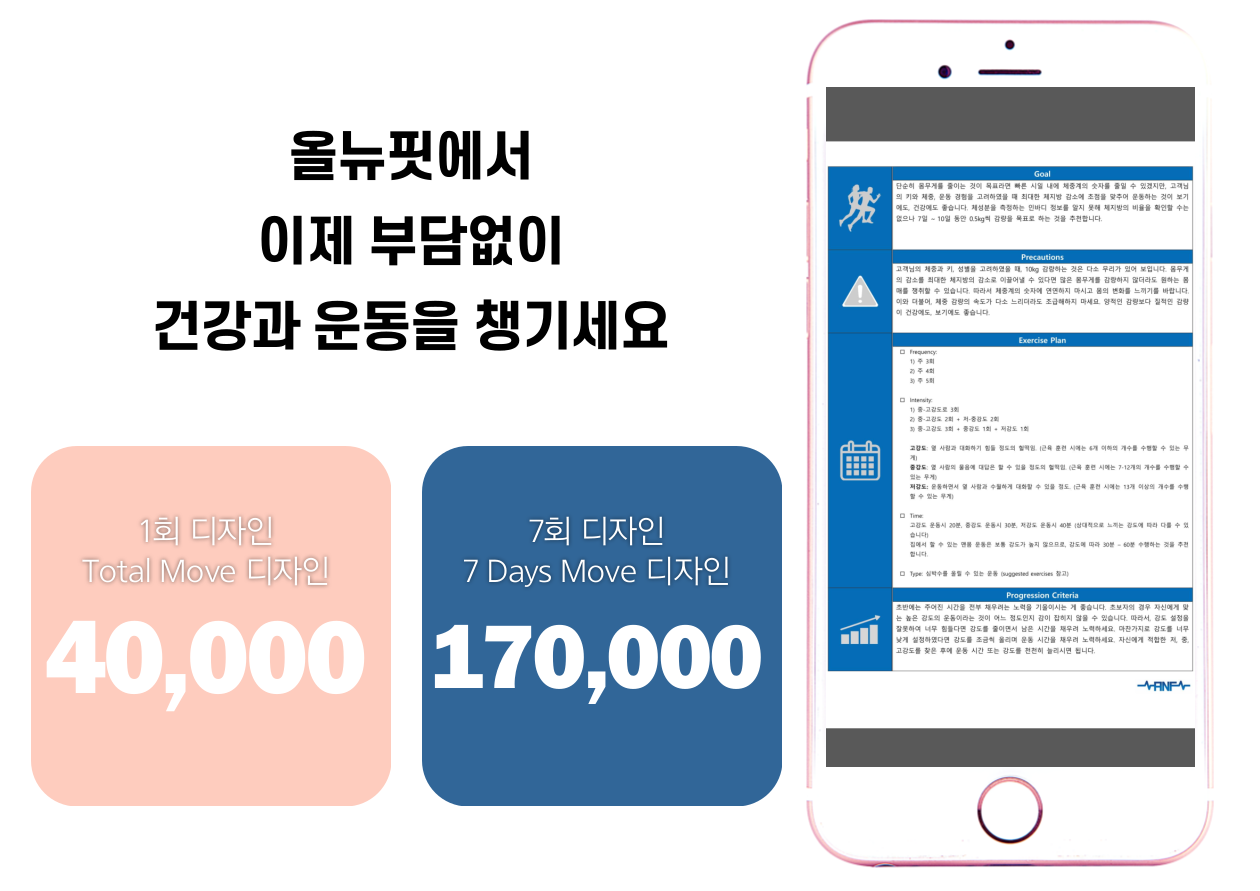 올뉴핏에서
이제 부담없이
건강과 운동을 챙기세요
1회 디자인
Total Move 디자인
40,000
7회 디자인
7 Days Move 디자인
170,000
Goal
단순히 몸무게를 줄이는 것이 목표라면 빠른 시일 내에 체중계의 숫자를 줄일 수 있겠지만, 고객님
의 키와 체중, 운동 경험을 고려하였을 때 최대한 체지방 감소에 초점을 맞추어 운동하는 것이 보기
에도, 건강에도 좋습니다. 체성분을 측정하는 인바디 정보를 알지 못해 체지방의 비율을 확인할 수는
없으나 7일 – 10일 동안 0.5kg씩 감량을 목표로 하는 것을 추천합니다.
Precautions
고객님의 체중과 키, 성별을 고려하였을 때, 10kg 감량하는 것은 다소 무리가 있어 보입니다. 몸무게
의 감소를 최대한 체지방의 감소로 이끌어낼 수 있다면 많은 몸무게를 감량하지 않더라도 원하는 몸
매를 쟁취할 수 있습니다. 따라서 체중계의 숫자에 연연하지 마시고 몸의 변화를 느끼기를 바랍니다.
이와 더불어, 체중 감량의 속도가 다소 느리더라도 조급해하지 마세요. 양적인 감량보다 질적인 감량
이 건강에도, 보기에도 좋습니다.
Exercise Plan
☐ Frequency:
1) 주 3회
2) 주 4회
3) 주 5회
☐ Intensity:
1) 중-고강도로 3회
2) 중-고강도 2회 + 저-중강도 2회
3) 중-고강도 3회 + 중강도 1회 + 저강도 1회
고강도: 옆 사람과 대화하기 힘들 정도의 헐떡임. (근육 훈련 시에는 6개 이하의 개수를 수행할 수 있는 무
게)
중강도: 옆 사람의 물음에 대답은 할 수 있을 정도의 헐떡임. (근육 훈련 시에는 7-12개의 개수를 수행할 수
있는 무게)
저강도: 운동하면서 옆 사람과 수월하게 대화할 수 있을 정도. (근육 훈련 시에는 13개 이상의 개수를 수행
할 수 있는 무게)
☐ Time:
고강도 운동시 20분, 중강도 운동시 30분, 저강도 운동시 40분 (상대적으로 느끼는 강도에 따라 다를 수 있
습니다)
집에서 할 수 있는 맨몸 운동은 보통 강도가 높지 않으므로, 강도에 따라 30분 – 60분 수행하는 것을 추천
합니다.
☐ Type: 심박수를 올릴 수 있는 운동 (suggested exercises 참고)
Progression Criteria
초반에는 주어진 시간을 전부 채우려는 노력을 기울이시는 게 좋습니다. 초보자의 경우 자신에게 맞
는 높은 강도의 운동이라는 것이 어느 정도인지 감이 잡히지 않을 수 있습니다. 따라서, 강도 설정을
잘못하여 너무 힘들다면 강도를 줄이면서 남은 시간을 채우려 노력하세요. 마찬가지로 강도를 너무
낮게 설정하였다면 강도를 조금씩 올리며 운동 시간을 채우려 노력하세요. 자신에게 적합한 저, 중,
고강도를 찾은 후에 운동 시간 또는 강도를 천천히 늘리시면 됩니다.
ANF